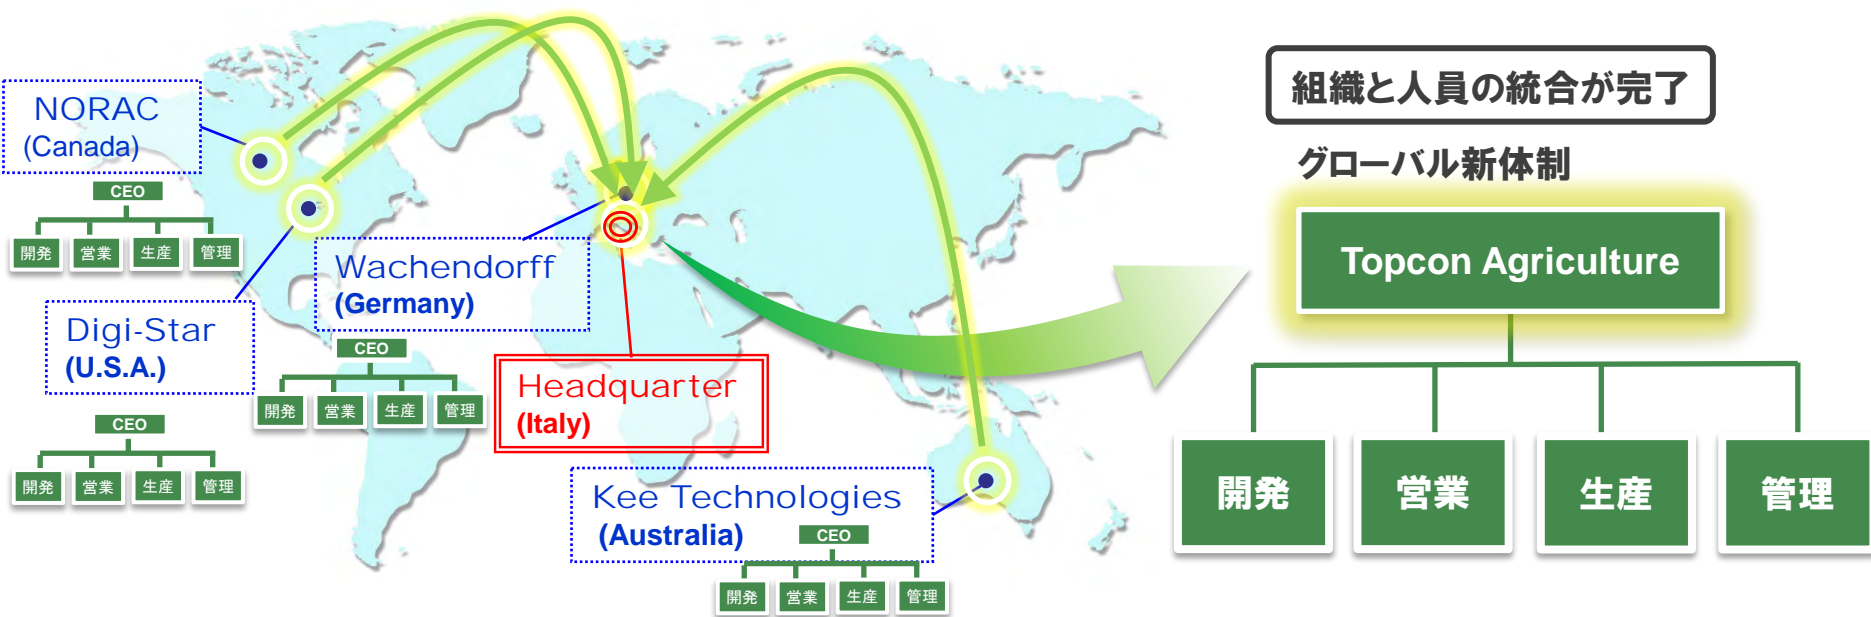 NORAC
(Canada)
CEO
開発 営業 生産 管理
Digi-Star
(U.S.A.)
CEO
開発 営業 生産 管理
Wachendorff
(Germany)
CEO
開発 営業 生産 管理
Headquarter
(Italy)
Kee Technologies
(Australia)
CEO
開発 営業 生産 管理
組織と人員の統合が完了
グローバル新体制
Topcon Agriculture
開発 営業 生産 管理